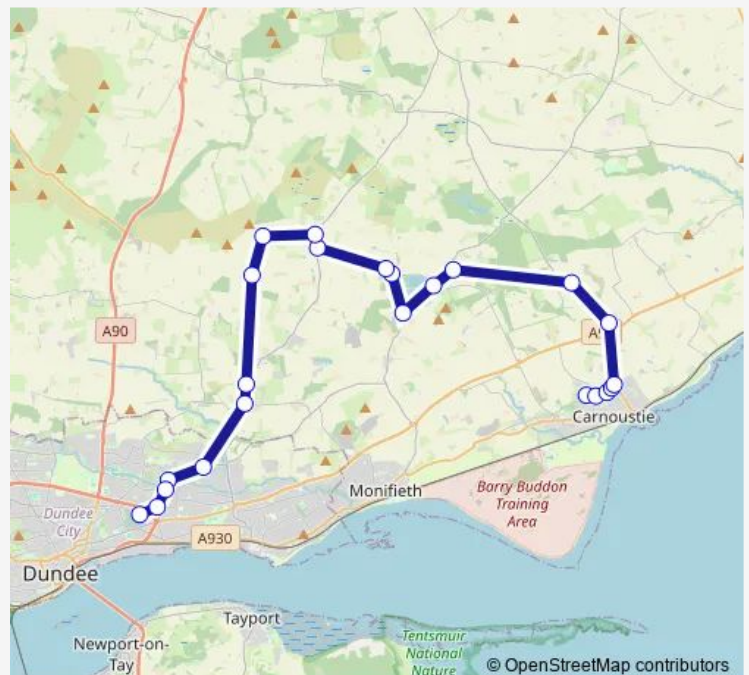 A90
A9
Carnoustie
Monifieth
Barry Buddon
Training
Area
Dundee
City
A930
Dundee
Tayport
Newport-on-
Tay
Tentsmuir
National
Nature
© OpenStreetMap contributors